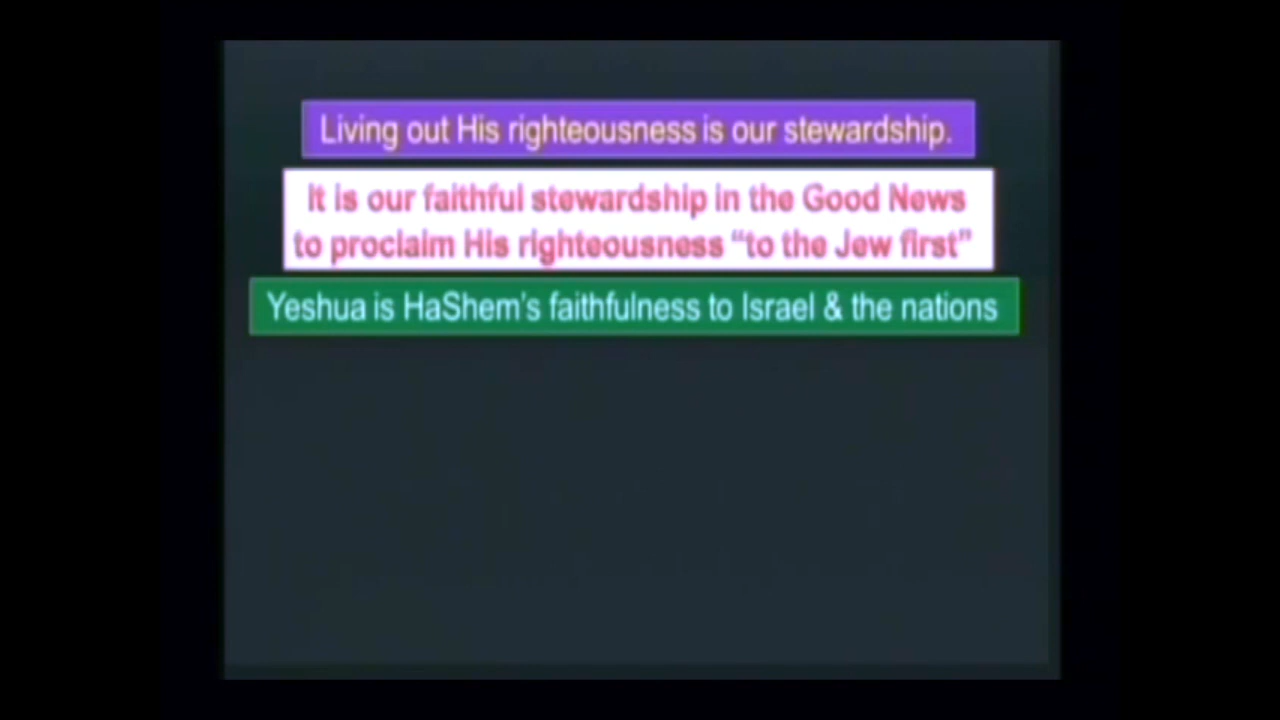 Living out His righteousness is our stewardship.
It is our faithful stewardship in the Good News
to proclaim His righteousness “to the Jew first”
Yeshua is HaShem’s faithfulness to Israel & the nations